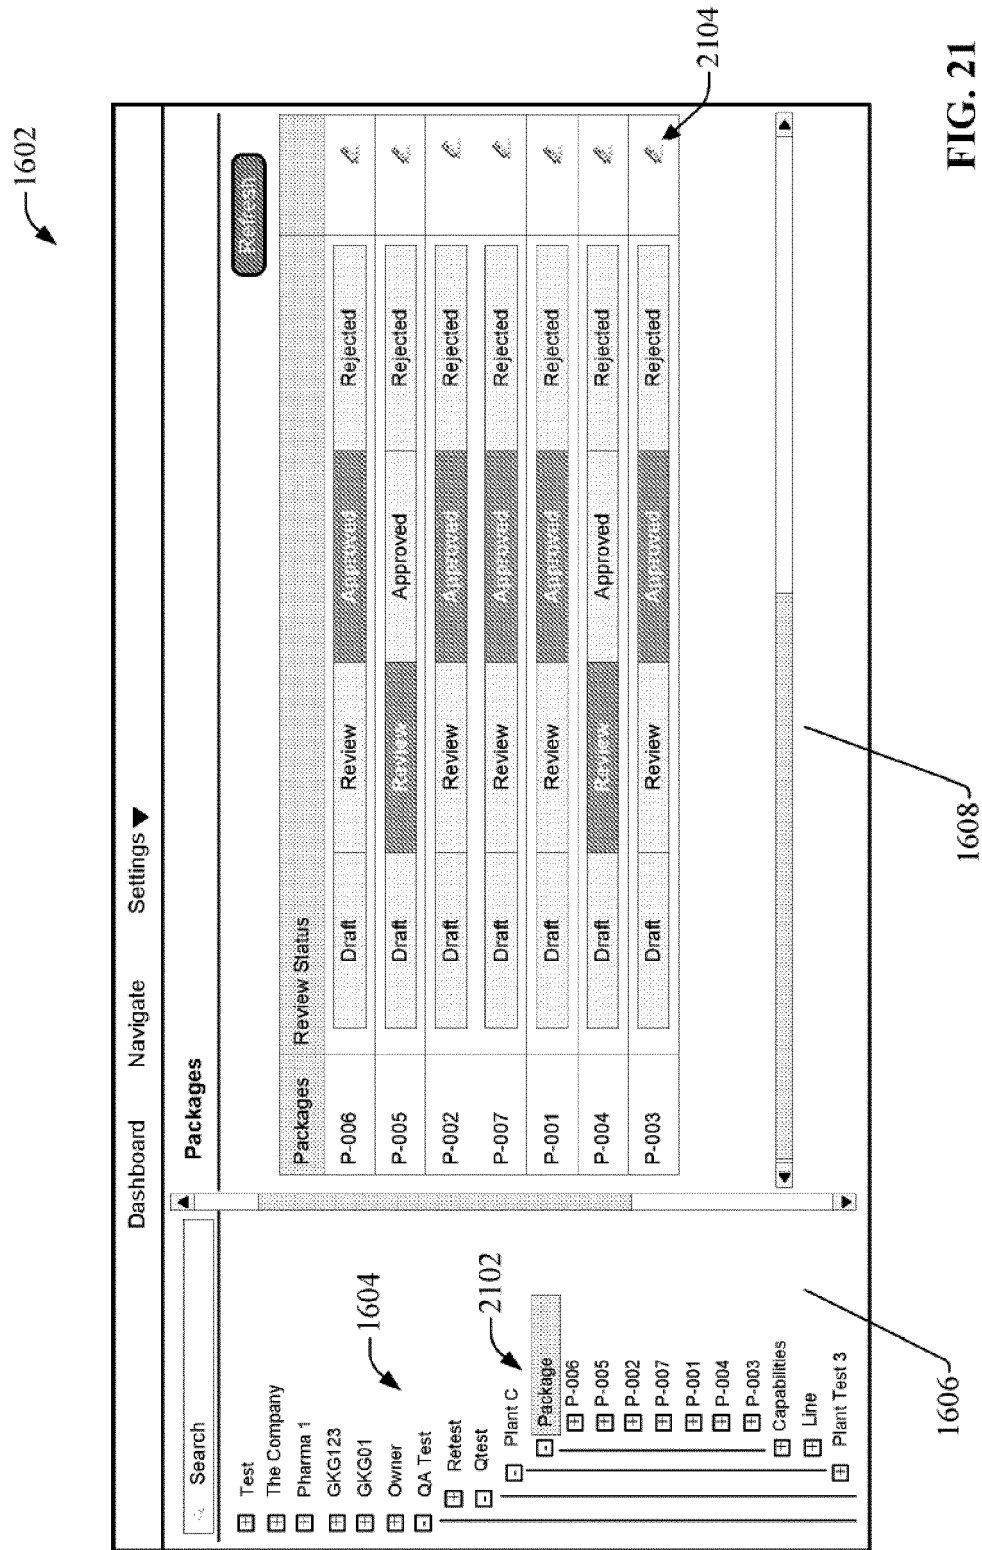 1602
Dashboard Navigate Settings
Search
Packages
Refresh
Test
The Company
Pharma 1
GKG123
GKG01
Owner
QA Test
Retest
Qtest
Plant C
Package
P-006
P-005
P-002
P-007
P-001
P-004
P-003
Capabilities
Line
Plant Test 3
1604
2102
Packages Review Status
P-006 Draft Review Approved Rejected
P-005 Draft Review Approved Rejected
P-002 Draft Review Approved Rejected
P-007 Draft Review Approved Rejected
P-001 Draft Review Approved Rejected
P-004 Draft Review Approved Rejected
P-003 Draft Review Approved Rejected
2104
1606
1608
FIG. 21